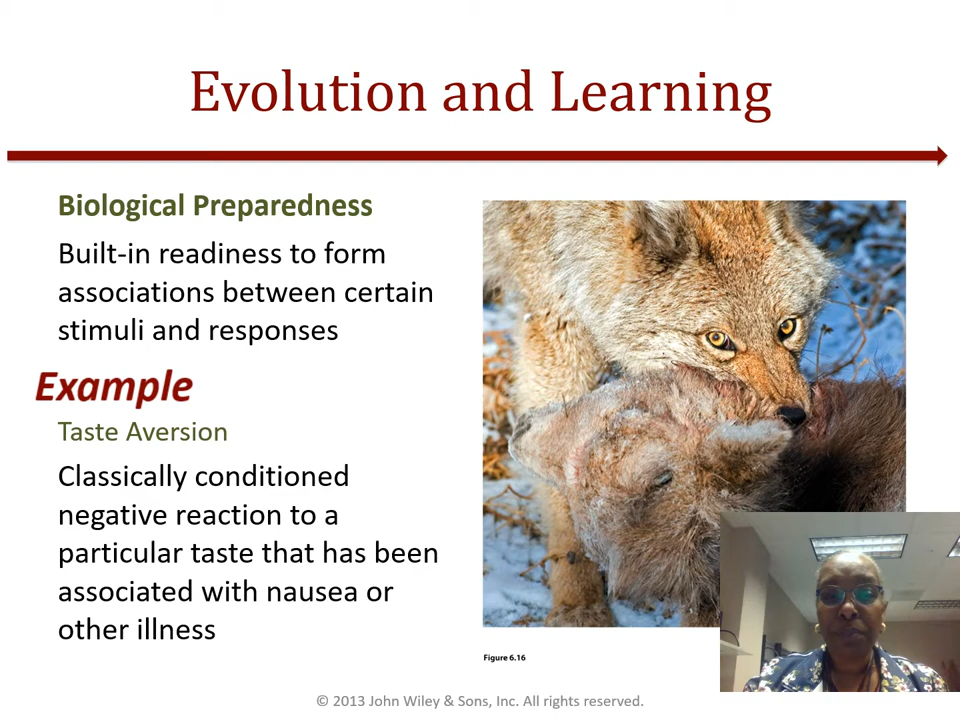 Evolution and Learning
Biological Preparedness
Built-in readiness to form
associations between certain
stimuli and responses
Example
Taste Aversion
Classically conditioned
negative reaction to a
particular taste that has been
associated with nausea or
other illness
Figure 6.16
© 2013 John Wiley & Sons, Inc. All rights reserved.